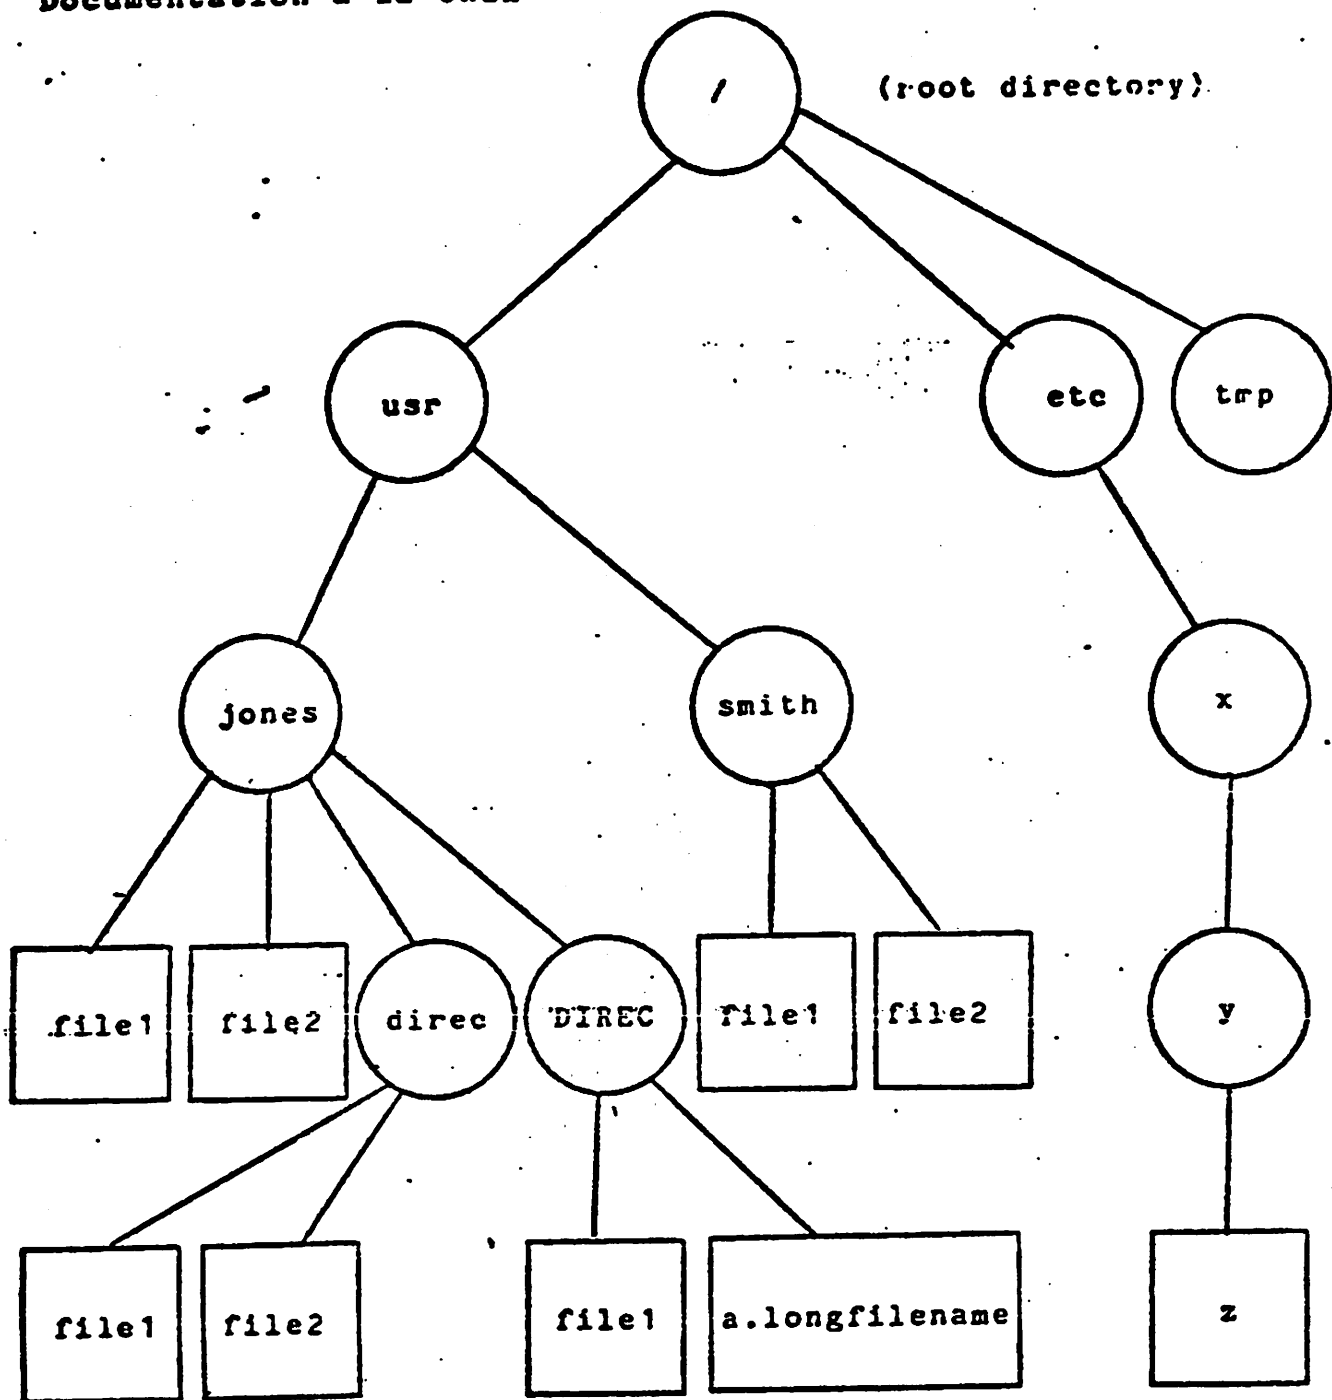 /
(root directory)
usr
etc
tmp
jones
smith
x
file1
file2
direc
DIREC
file1
file2
y
file1
file2
file1
a.longfilename
z